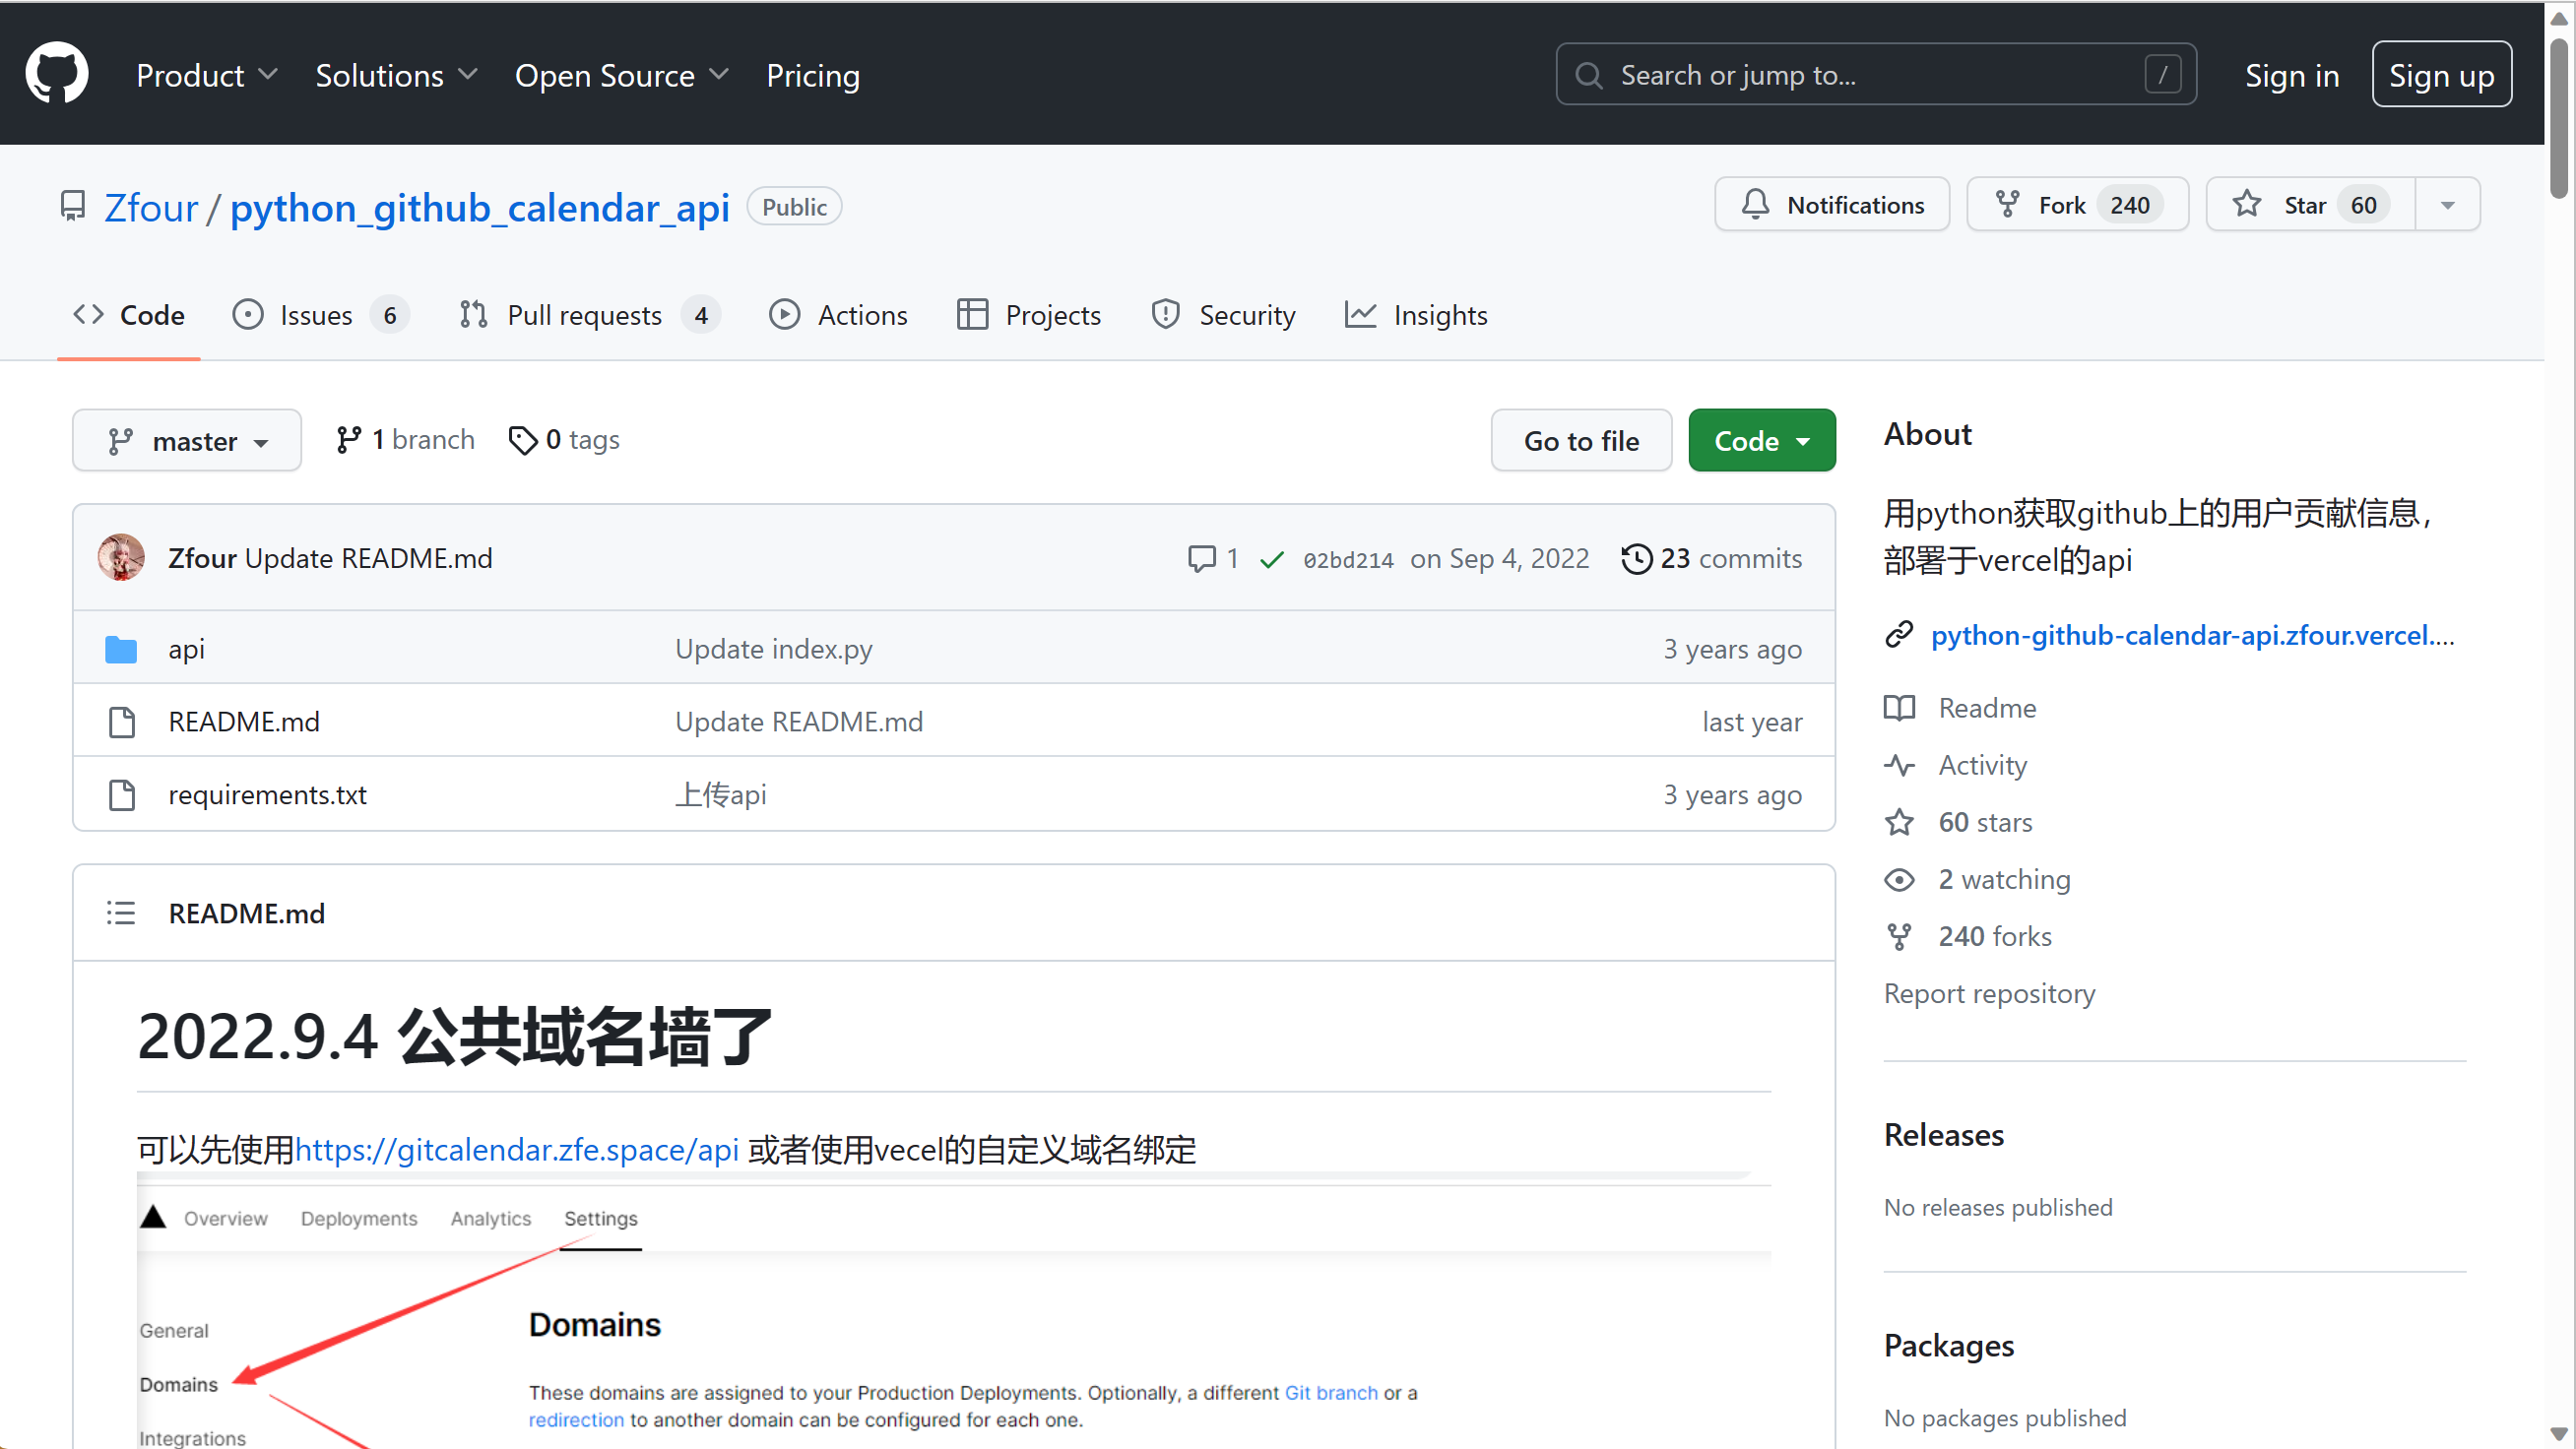 Product Solutions Open Source Pricing Search or jump to... / Sign in Sign up
Zfour / python_github_calendar_api Public Notifications Fork 240 Star 60
Code Issues 6 Pull requests 4 Actions Projects Security Insights
master 1 branch 0 tags Go to file Code
Zfour Update README.md 1 02bd214 on Sep 4, 2022 23 commits
api Update index.py 3 years ago
README.md Update README.md last year
requirements.txt 上传api 3 years ago
README.md
2022.9.4 公共域名墙了
可以先使用https://gitcalendar.zfe.space/api 或者使用vecel的自定义域名绑定
Overview Deployments Analytics Settings
General
Domains
Integrations
Domains
These domains are assigned to your Production Deployments. Optionally, a different Git branch or a
redirection to another domain can be configured for each one.
About
用python获取github上的用户贡献信息，
部署于vercel的api
python-github-calendar-api.zfour.vercel....
Readme
Activity
60 stars
2 watching
240 forks
Report repository
Releases
No releases published
Packages
No packages published